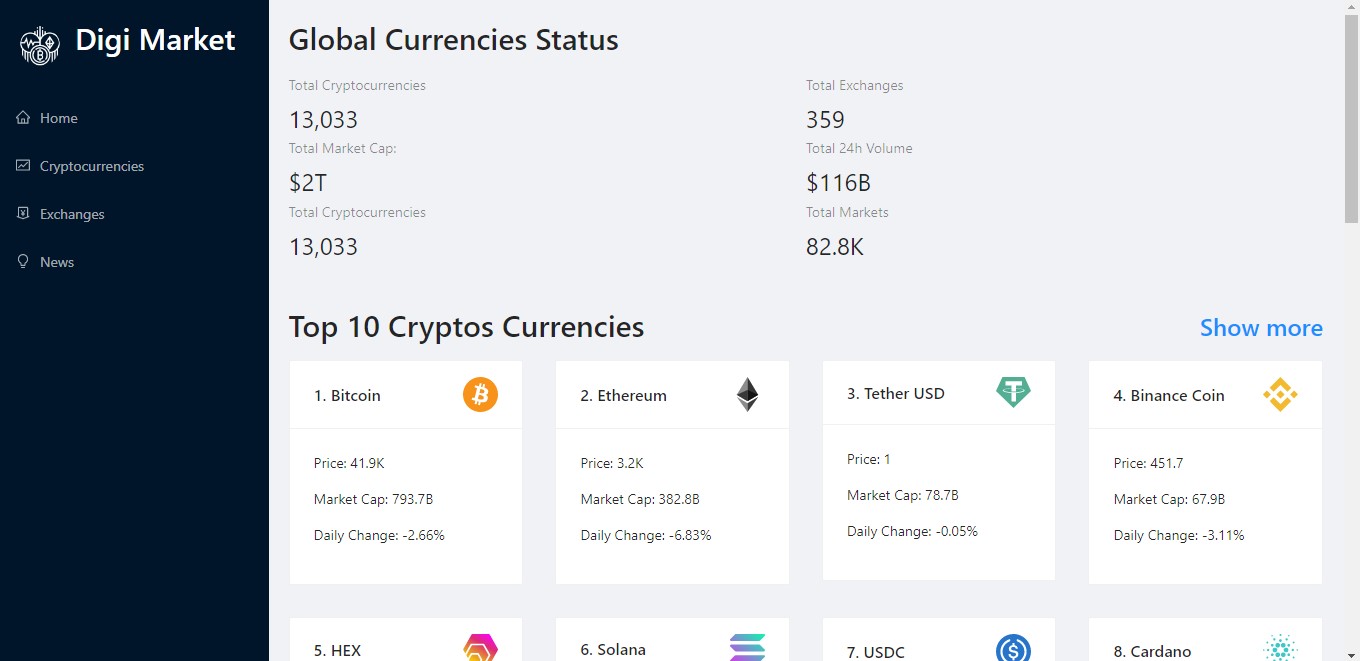 Digi Market
Home
Cryptocurrencies
Exchanges
News
Global Currencies Status
Total Cryptocurrencies
13,033
Total Exchanges
359
Total Market Cap:
$2T
Total 24h Volume
$116B
Total Cryptocurrencies
13,033
Total Markets
82.8K
Top 10 Cryptos Currencies
Show more
1. Bitcoin
Price: 41.9K
Market Cap: 793.7B
Daily Change: -2.66%
2. Ethereum
Price: 3.2K
Market Cap: 382.8B
Daily Change: -6.83%
3. Tether USD
Price: 1
Market Cap: 78.7B
Daily Change: -0.05%
4. Binance Coin
Price: 451.7
Market Cap: 67.9B
Daily Change: -3.11%
5. HEX
6. Solana
7. USDC
8. Cardano